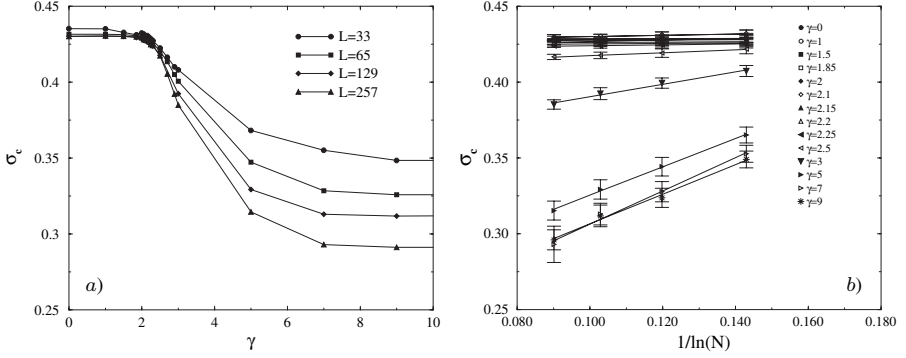 0.45
0.4
0.35
0.3
0.25
σc
0
2
4
6
8
10
γ
L=33
L=65
L=129
L=257
a)
0.45
0.40
0.35
0.30
0.25
σc
0.080
0.100
0.120
0.140
0.160
0.180
1/ln(N)
γ=0
γ=1
γ=1.5
γ=1.85
γ=2
γ=2.1
γ=2.15
γ=2.2
γ=2.25
γ=2.5
γ=3
γ=5
γ=7
γ=9
b)